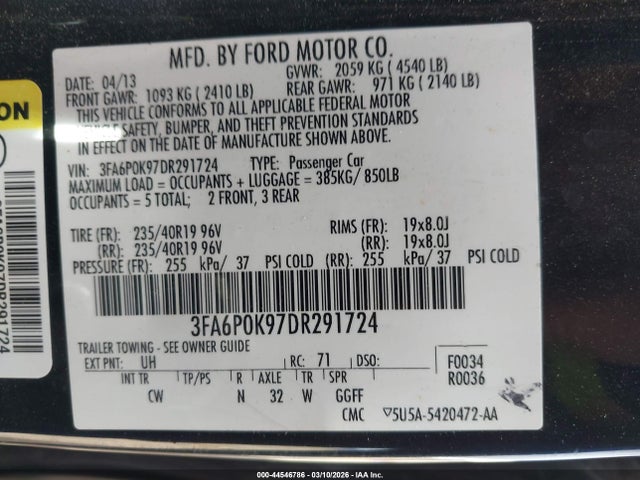 MFD. BY FORD MOTOR CO.
DATE: 04/13 GVWR: 2059 KG ( 4540 LB)
FRONT GAWR: 1093 KG ( 2410 LB) REAR GAWR: 971 KG ( 2140 LB)
THIS VEHICLE CONFORMS TO ALL APPLICABLE FEDERAL MOTOR
VEHICLE SAFETY, BUMPER, AND THEFT PREVENTION STANDARDS
IN EFFECT ON THE DATE OF MANUFACTURE SHOWN ABOVE.
VIN: 3FA6P0K97DR291724 TYPE: Passenger Car
MAXIMUM LOAD = OCCUPANTS + LUGGAGE = 385KG/ 850LB
OCCUPANTS = 5 TOTAL; 2 FRONT, 3 REAR
TIRE (FR): 235/40R19 96V RIMS (FR): 19x8.0J
(RR): 235/40R19 96V (RR): 19x8.0J
PRESSURE (FR): 255 kPa/ 37 PSI COLD (RR): 255 kPa/ 37 PSI COLD
3FA6P0K97DR291724
TRAILER TOWING - SEE OWNER GUIDE
EXT PNT: UH RC: 71 DSO: F0034
R0036
INT TR TP/PS R AXLE TR SPR
CW N 32 W GGFF
CMC 5U5A-5420472-AA
ON
© Copyright 000-44546786 - 03/10/2026 - IAAI.com